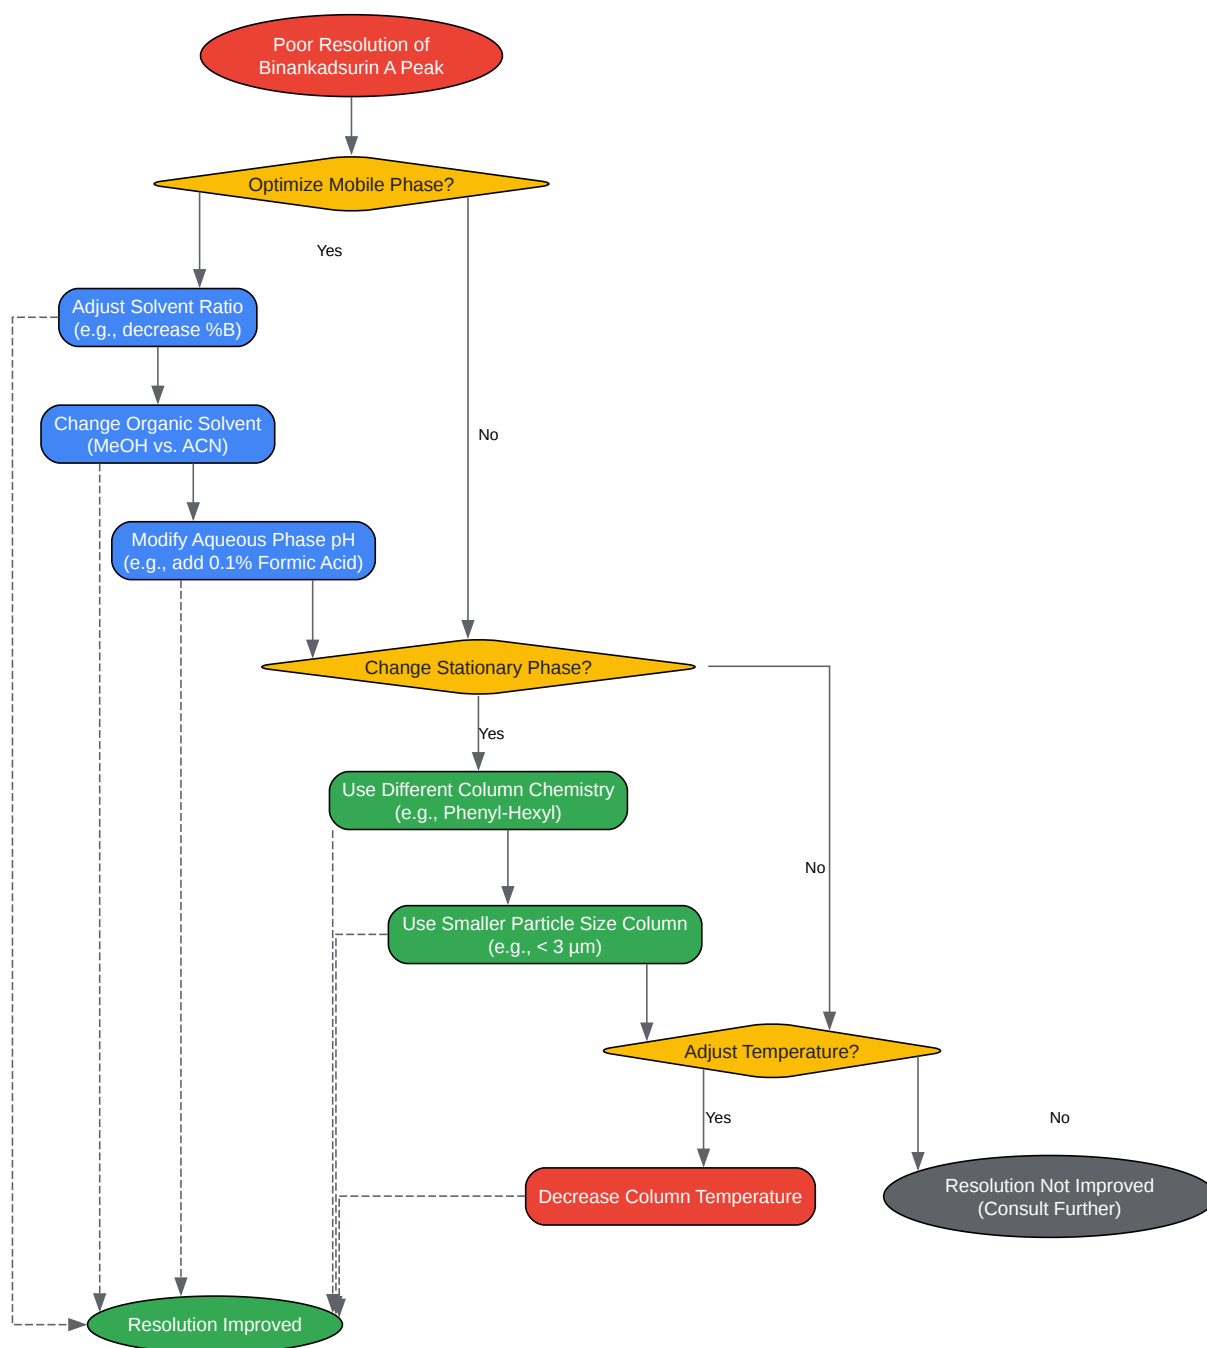 Poor Resolution of
Binankadsurin A Peak
Optimize Mobile Phase?
Yes
Adjust Solvent Ratio
(e.g., decrease %B)
Change Organic Solvent
(MeOH vs. ACN)
No
Modify Aqueous Phase pH
(e.g., add 0.1% Formic Acid)
Change Stationary Phase?
Yes
Use Different Column Chemistry
(e.g., Phenyl-Hexyl)
No
Use Smaller Particle Size Column
(e.g., < 3 µm)
Adjust Temperature?
Yes
No
Decrease Column Temperature
Resolution Not Improved
(Consult Further)
Resolution Improved